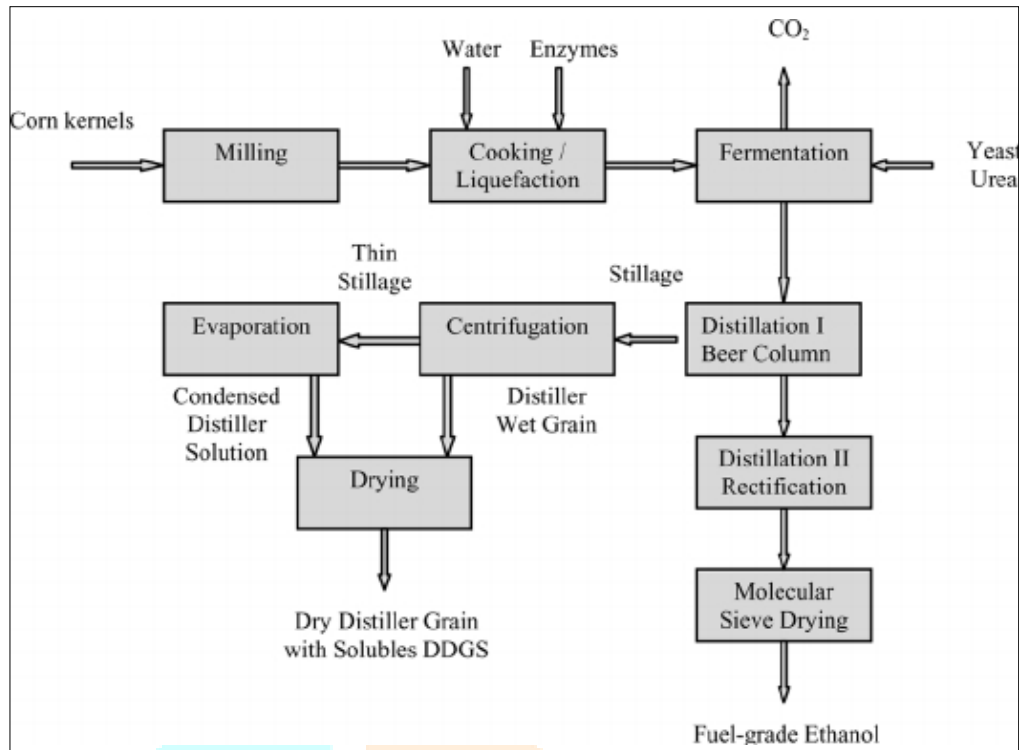 CO₂
Water
Enzymes
Corn kernels
Milling
Cooking /
Liquefaction
Fermentation
Yeast
Urea
Thin
Stillage
Stillage
Evaporation
Centrifugation
Distillation I
Beer Column
Condensed
Distiller
Solution
Distiller
Wet Grain
Drying
Distillation II
Rectification
Molecular
Sieve Drying
Dry Distiller Grain
with Solubles DDGS
Fuel-grade Ethanol